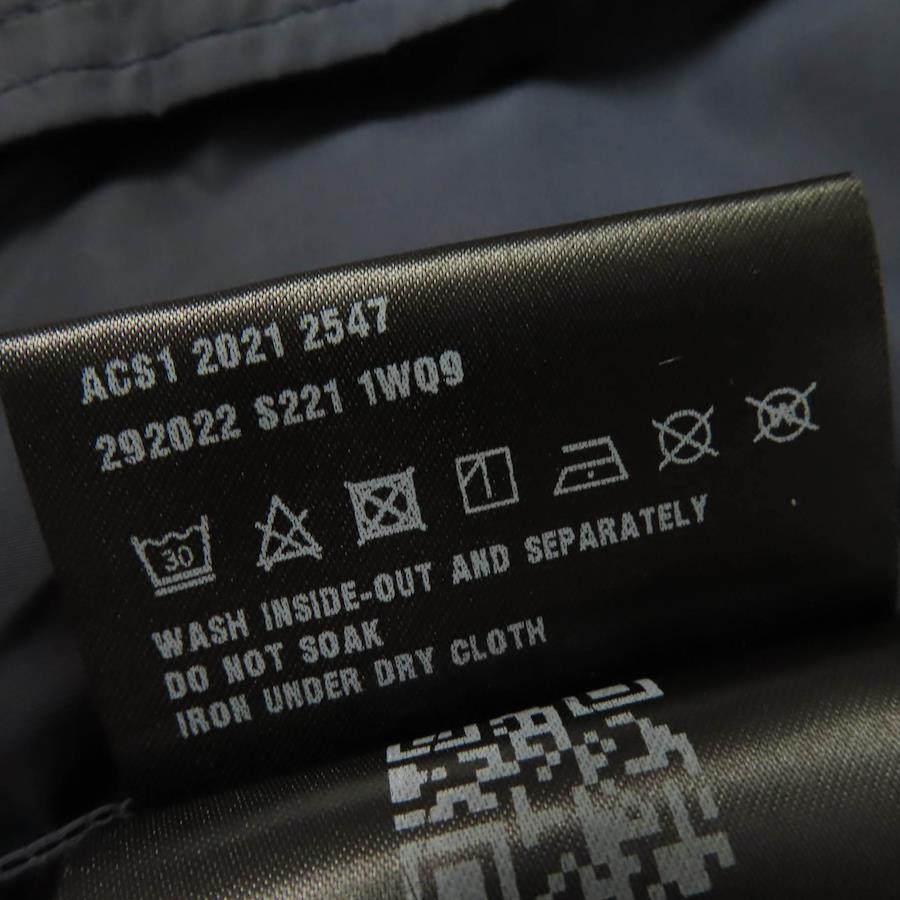 ACS1 2021 2547
292022 S221 1WQ9
30
WASH INSIDE-OUT AND SEPARATELY
DO NOT SOAK
IRON UNDER DRY CLOTH